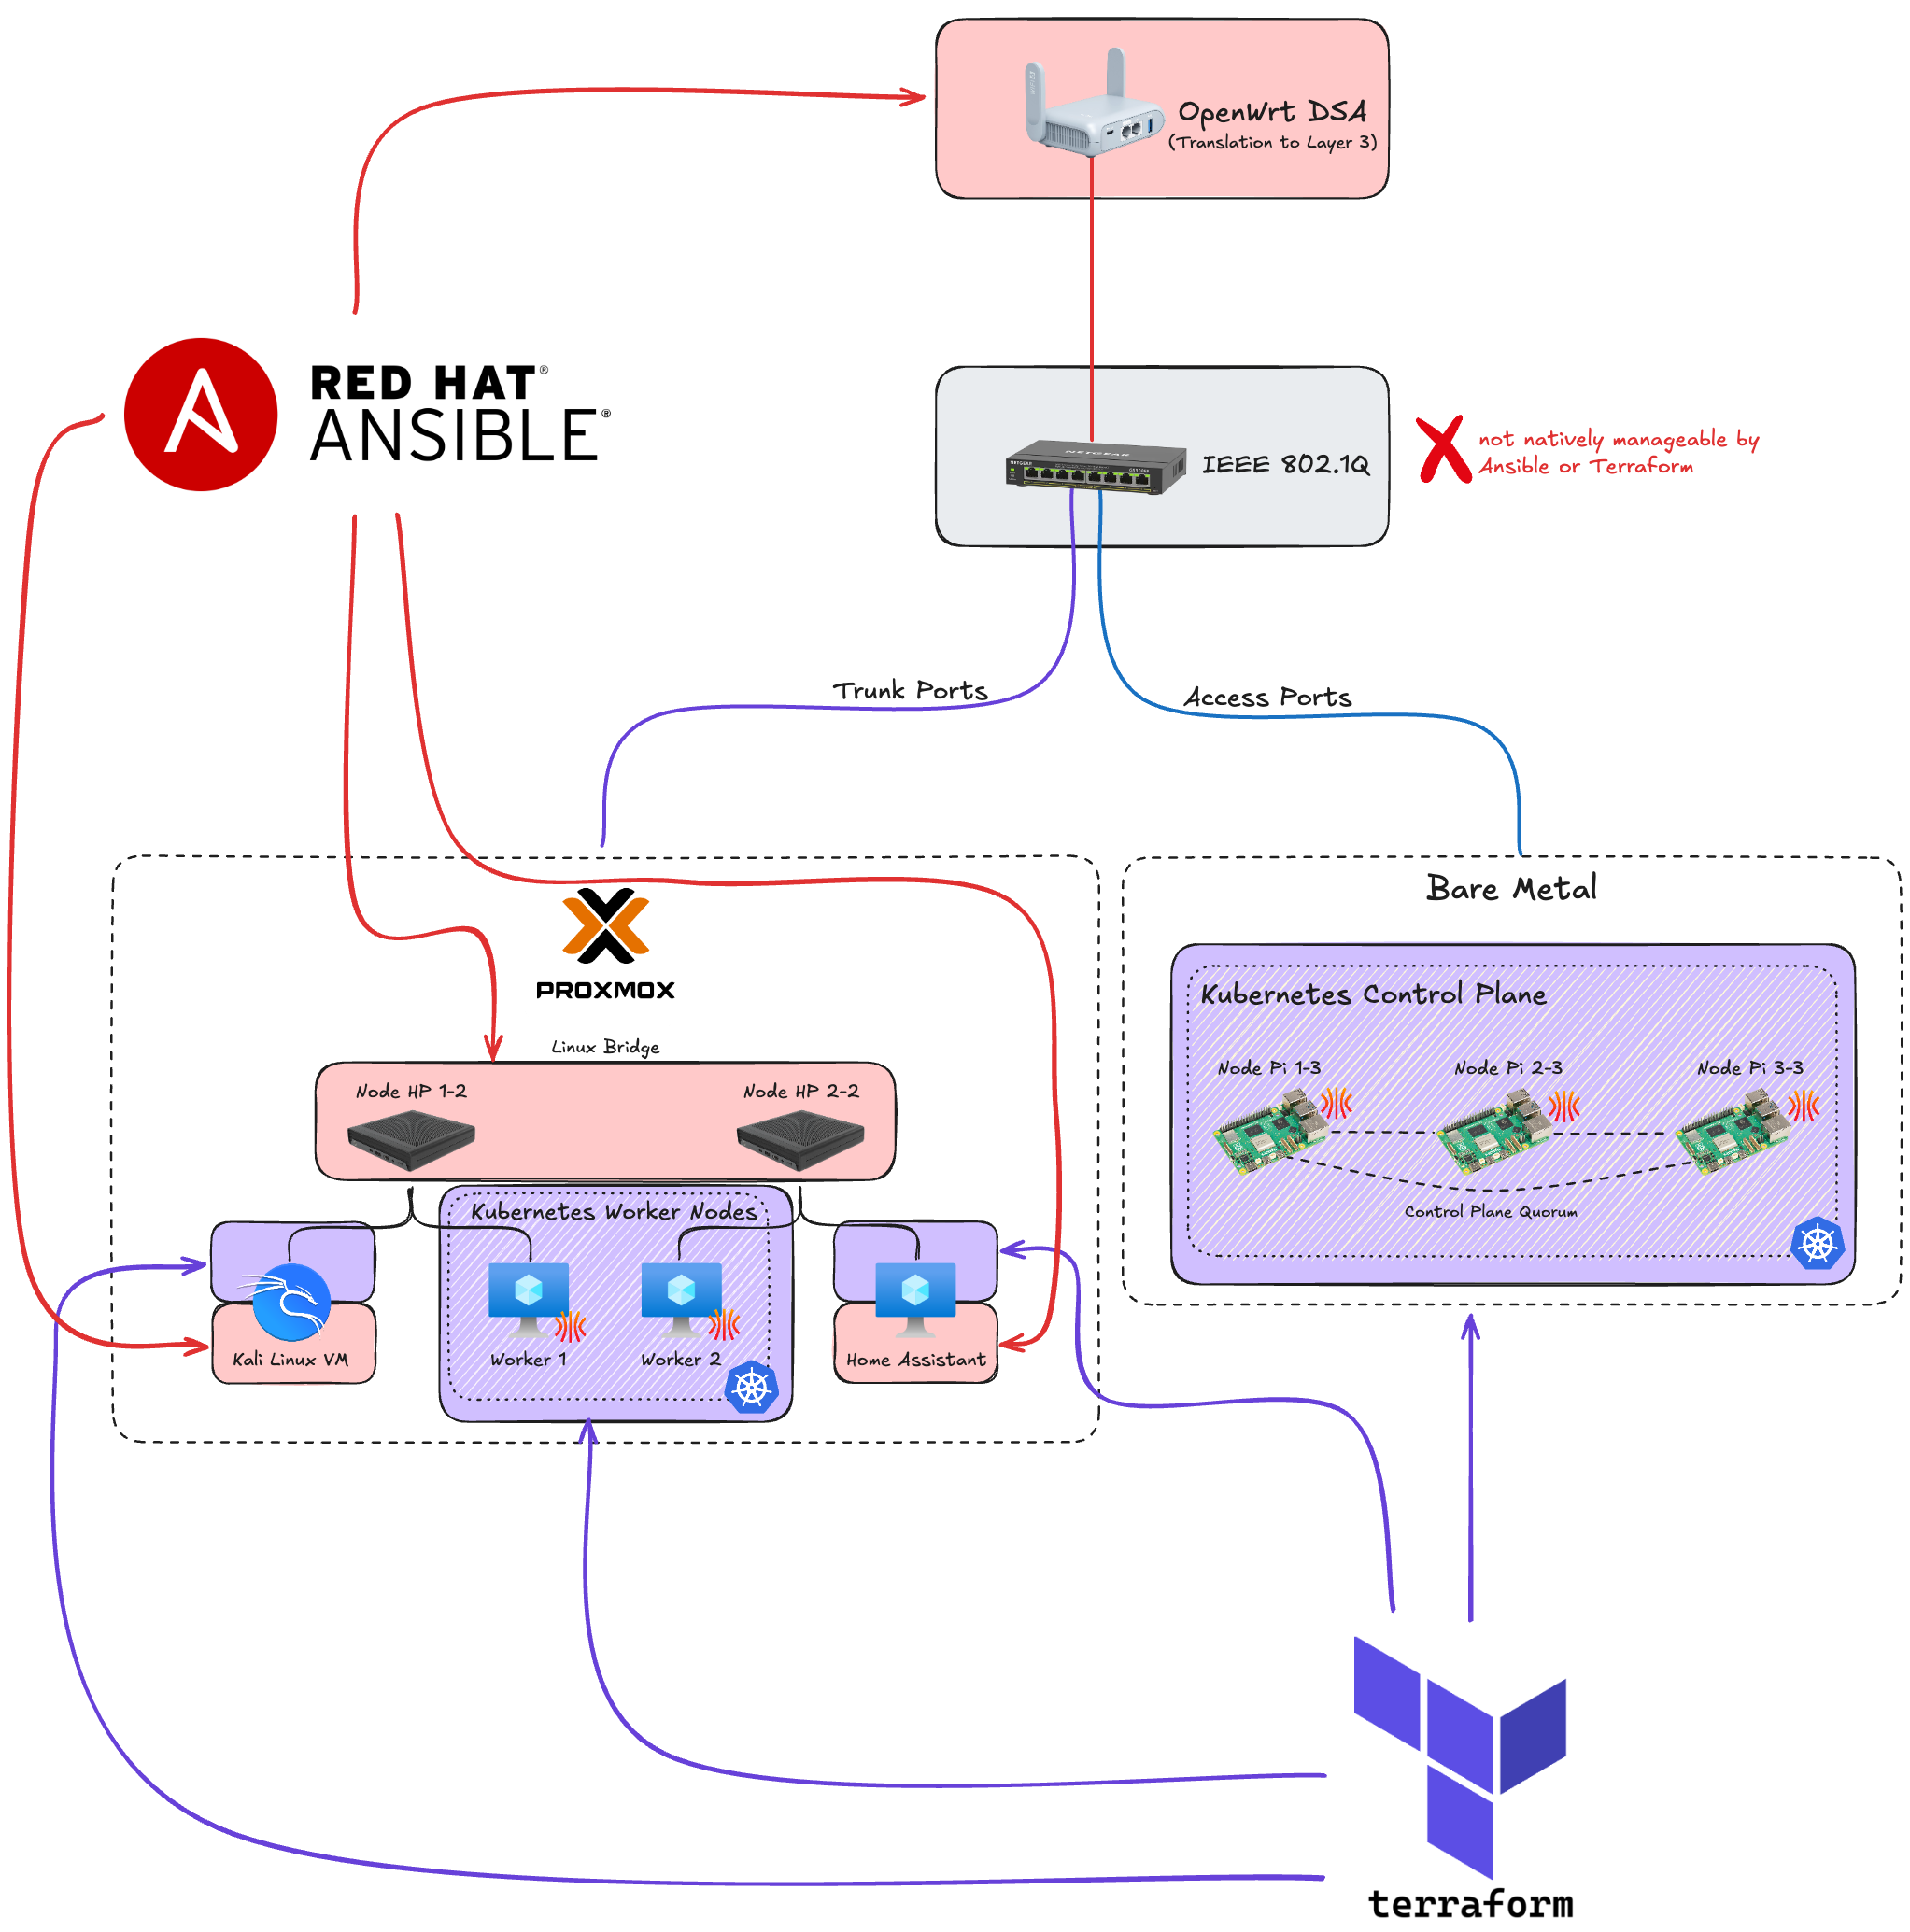 OpenWrt DSA
(Translation to Layer 3)
RED HAT®
ANSIBLE®
NETGEAR
NETGEAR
IEEE 802.1Q
not natively manageable by
Ansible or Terraform
Trunk Ports
Access Ports
PROXMOX
Linux Bridge
Node HP 1-2
Node HP 2-2
Kubernetes Worker Nodes
Worker 1
Worker 2
Kali Linux VM
Home Assistant
Bare Metal
Kubernetes Control Plane
Node Pi 1-3
Node Pi 2-3
Node Pi 3-3
Control Plane Quorum
terraform